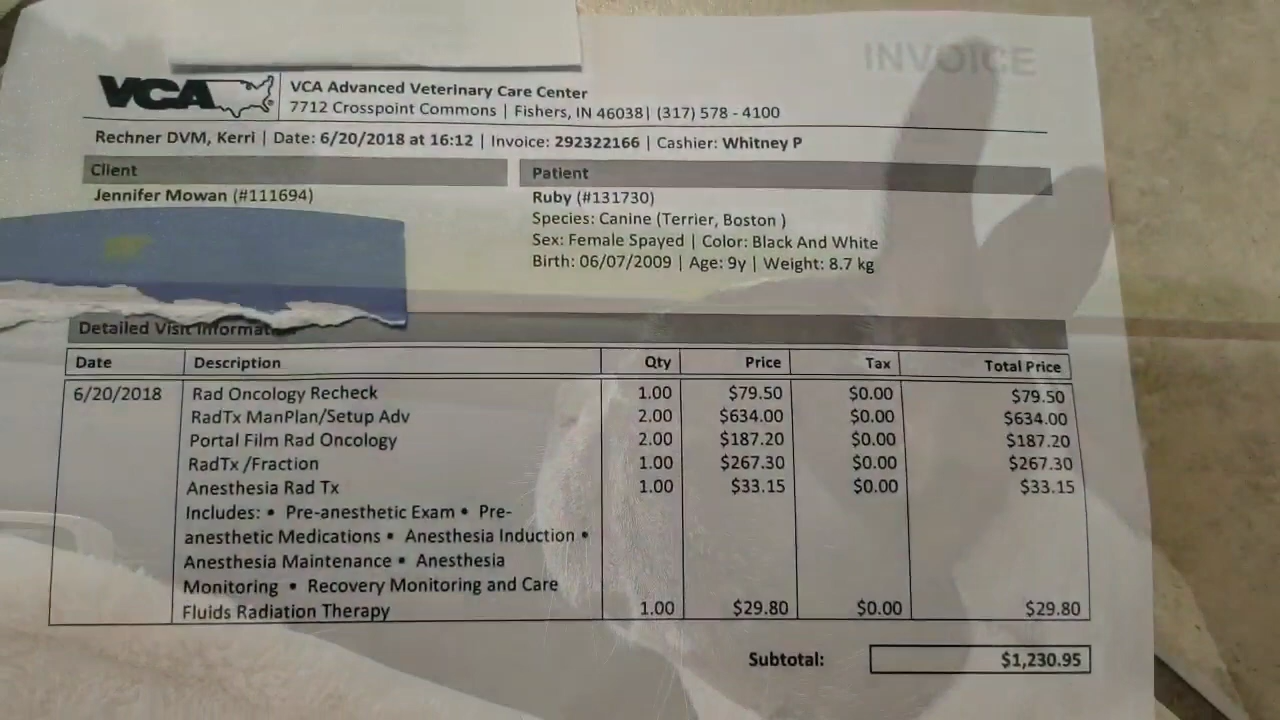 INVOICE
VCA
VCA Advanced Veterinary Care Center
7712 Crosspoint Commons | Fishers, IN 46038| (317) 578 - 4100
Rechner DVM, Kerri | Date: 6/20/2018 at 16:12 | Invoice: 292322166 | Cashier: Whitney P
Client Patient
Jennifer Mowan (#111694) Ruby (#131730)
Species: Canine (Terrier, Boston )
Sex: Female Spayed | Color: Black And White
Birth: 06/07/2009 | Age: 9y | Weight: 8.7 kg
Detailed Visit Information
Date Description Qty Price Tax Total Price
6/20/2018 Rad Oncology Recheck 1.00 $79.50 $0.00 $79.50
RadTx ManPlan/Setup Adv 2.00 $634.00 $0.00 $634.00
Portal Film Rad Oncology 2.00 $187.20 $0.00 $187.20
RadTx /Fraction 1.00 $267.30 $0.00 $267.30
Anesthesia Rad Tx 1.00 $33.15 $0.00 $33.15
Includes: • Pre-anesthetic Exam • Pre-
anesthetic Medications • Anesthesia Induction •
Anesthesia Maintenance • Anesthesia
Monitoring • Recovery Monitoring and Care
Fluids Radiation Therapy 1.00 $29.80 $0.00 $29.80
Subtotal: $1,230.95